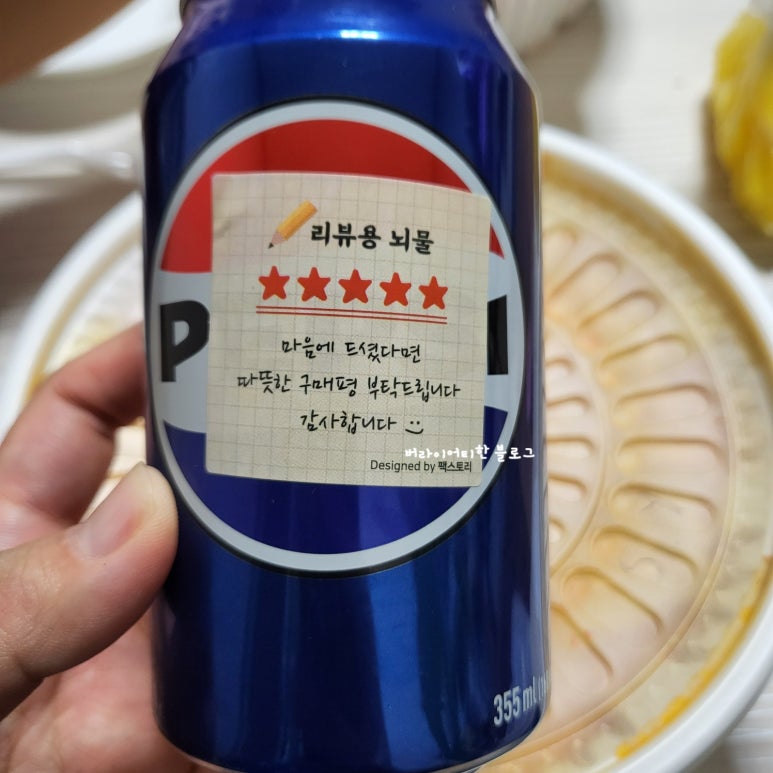 리뷰용 뇌물
마음에 드셨다면
따뜻한 구매평 부탁드립니다
감사합니다
버라이어티한 블로그
Designed by 팩스토리
P
355 ml